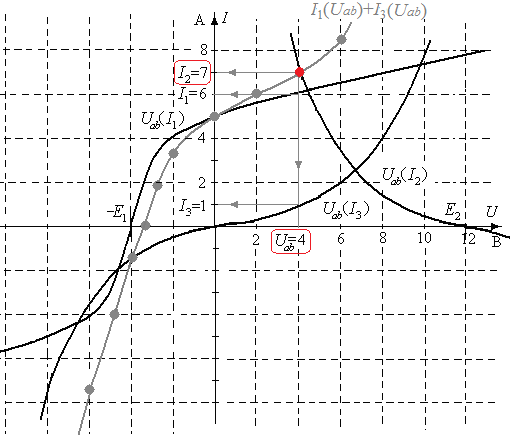 A I
I₁(Uab)+I₃(Uab)
8
I₂=7
I₁=6
Uab(I₁)
4
Uab(I₂)
2
I₃=1
Uab(I₃)
-E₁
E₂
U
2
Uab=4
6
8
10
12
B